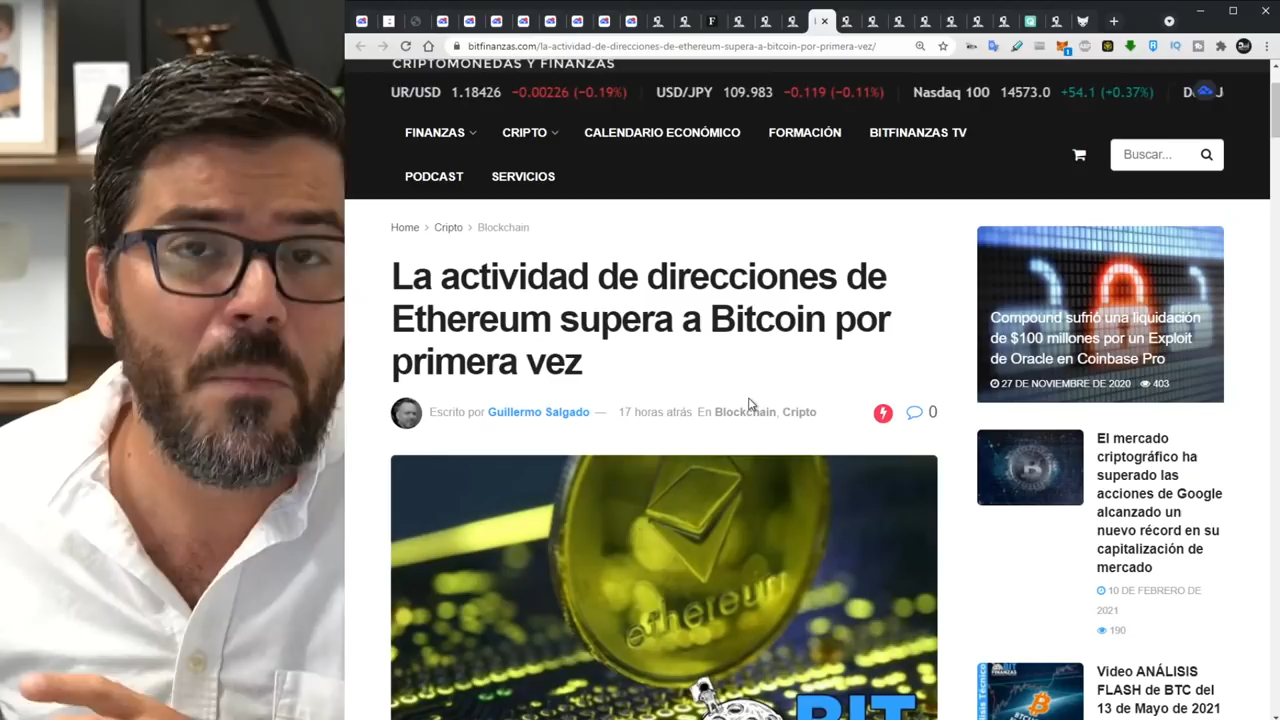 bitfinanzas.com/la-actividad-de-direcciones-de-ethereum-supera-a-bitcoin-por-primera-vez/
CRIPTOMONEDAS Y FINANZAS
UR/USD 1.18426 −0.00226 (−0.19%) USD/JPY 109.983 −0.119 (−0.11%) Nasdaq 100 14573.0 +54.1 (+0.37%)
FINANZAS CRIPTO CALENDARIO ECONÓMICO FORMACIÓN BITFINANZAS TV
Buscar...
PODCAST SERVICIOS
Home > Cripto > Blockchain
La actividad de direcciones de
Ethereum supera a Bitcoin por
primera vez
Escrito por Guillermo Salgado — 17 horas atrás En Blockchain, Cripto 0
ethereum
BIT
Compound sufrió una liquidación
de $100 millones por un Exploit
de Oracle en Coinbase Pro
27 DE NOVIEMBRE DE 2020 403
El mercado
criptográfico ha
superado las
acciones de Google
alcanzado un
nuevo récord en su
capitalización de
mercado
10 DE FEBRERO DE
2021
190
Video ANÁLISIS
FLASH de BTC del
13 de Mayo de 2021